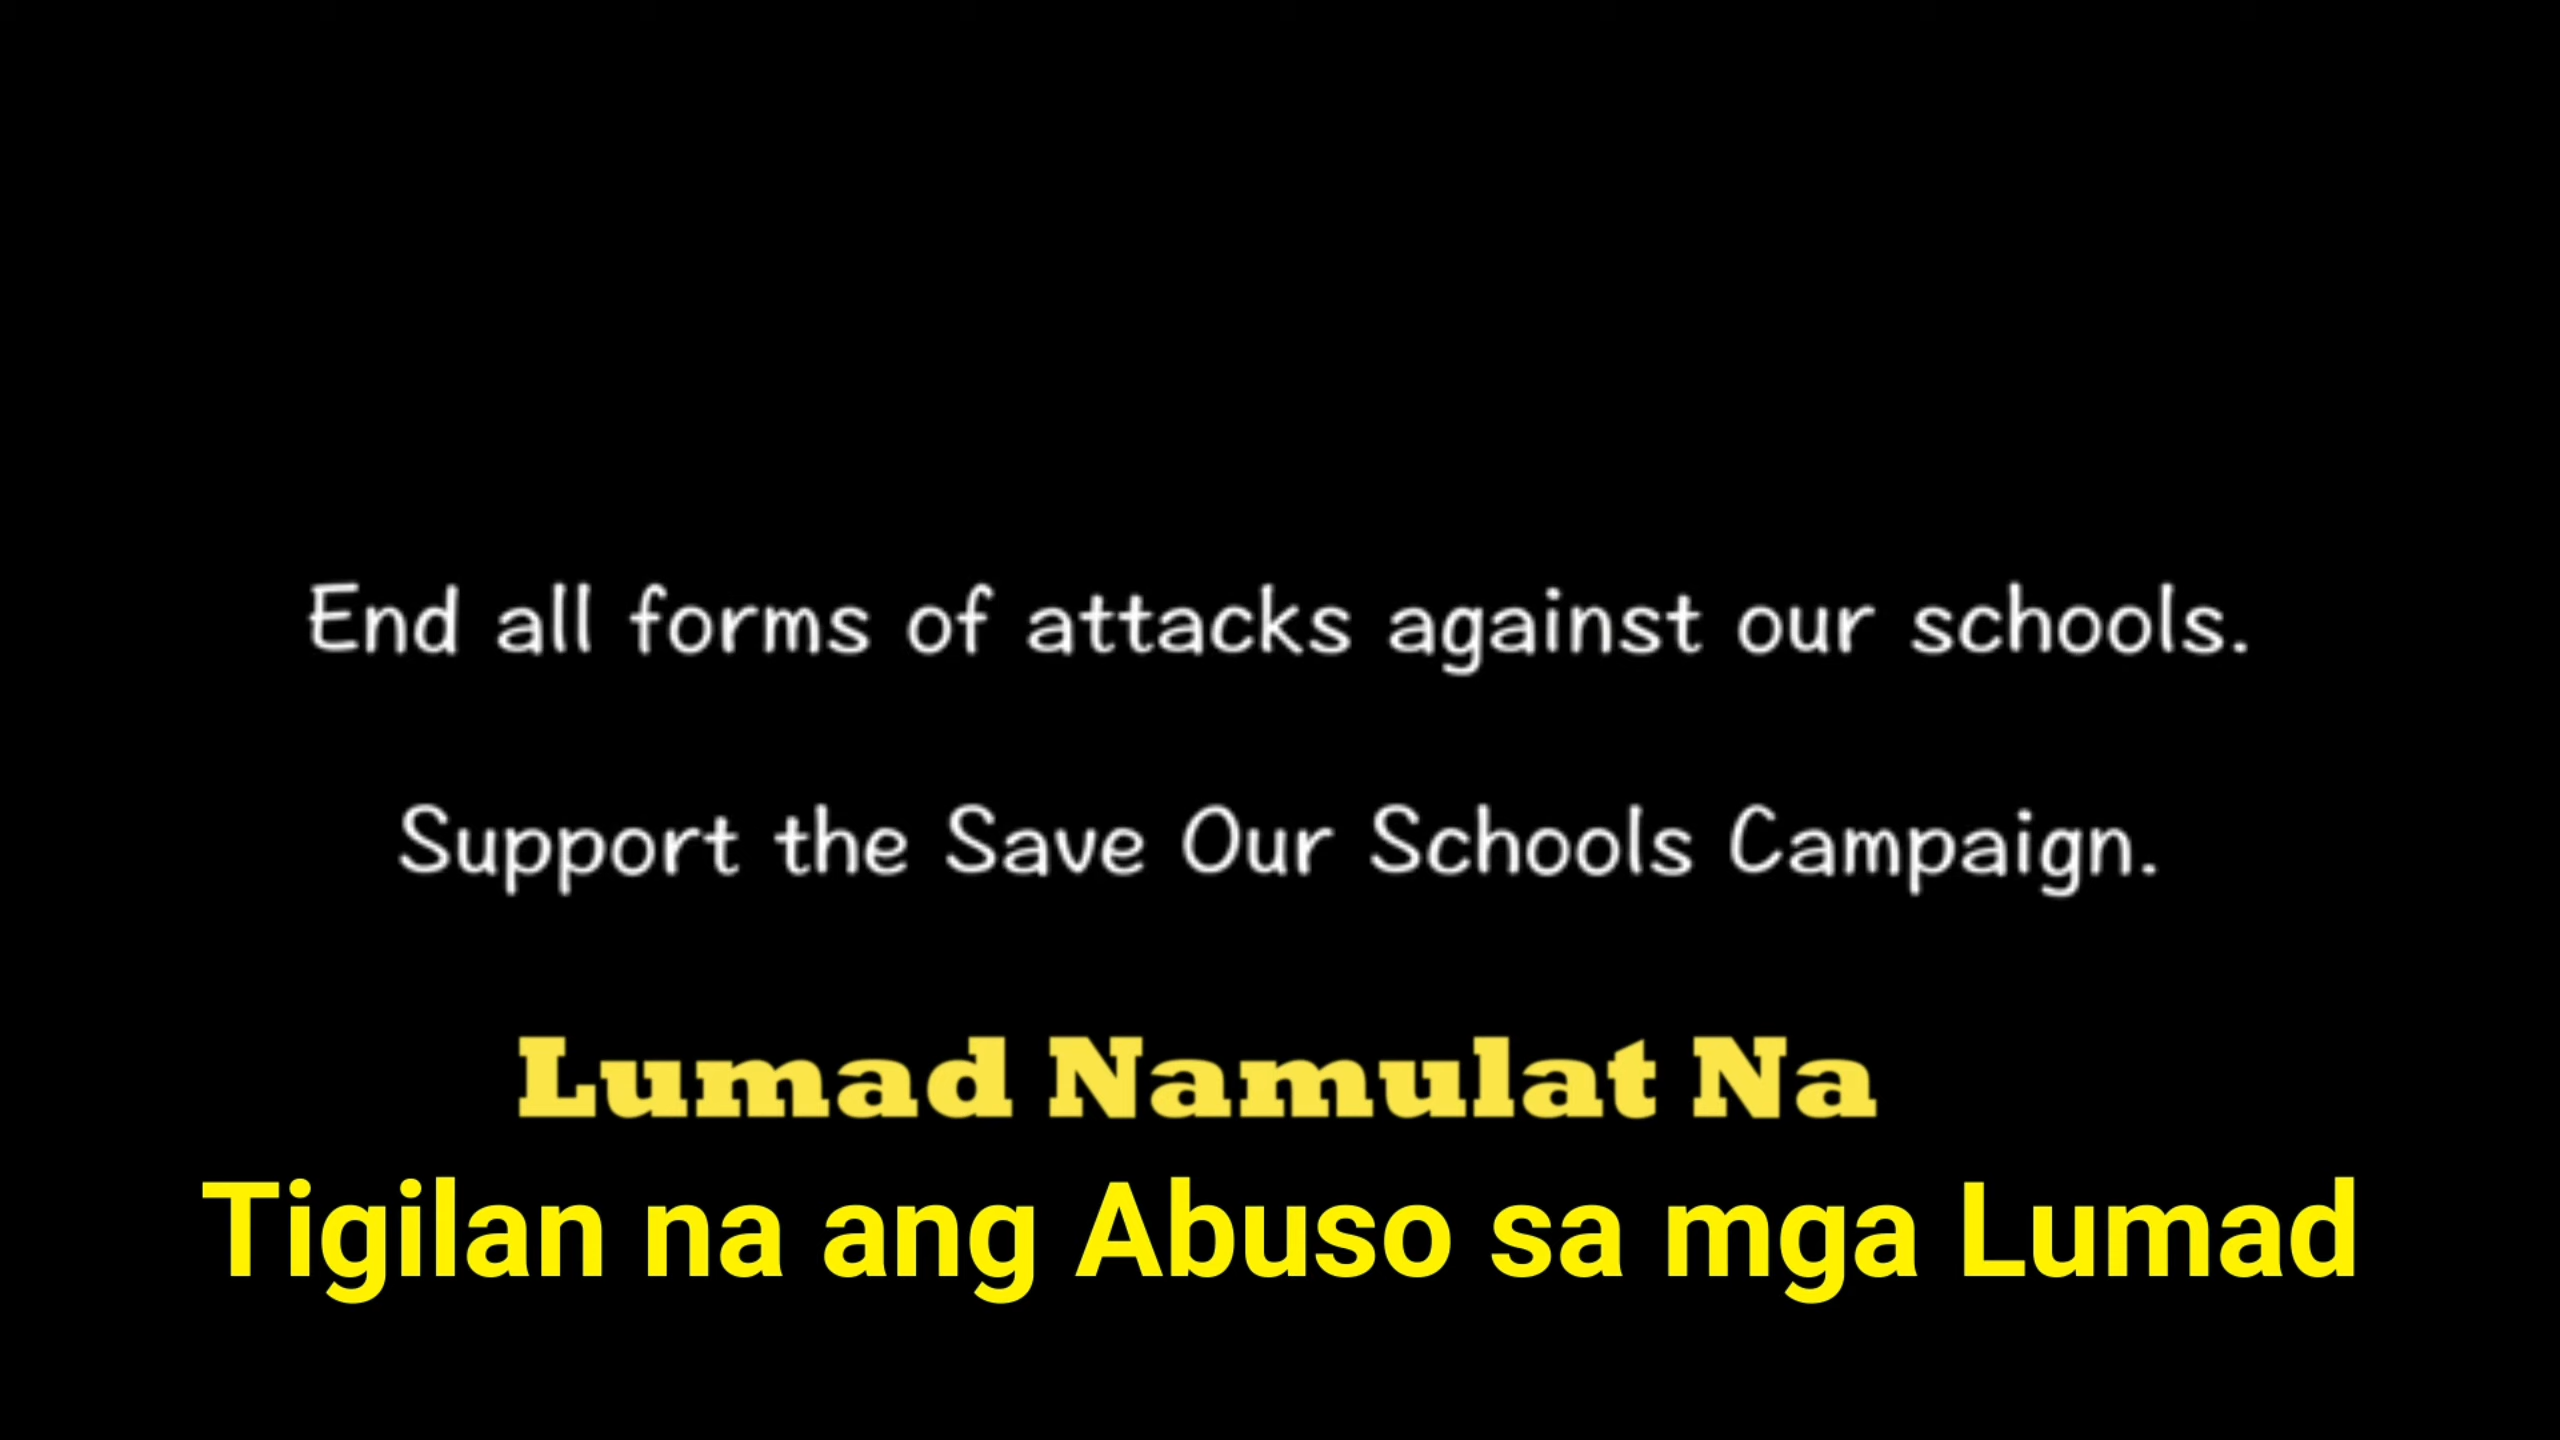 End all forms of attacks against our schools.
Support the Save Our Schools Campaign.
Lumad Namulat Na
Tigilan na ang Abuso sa mga Lumad